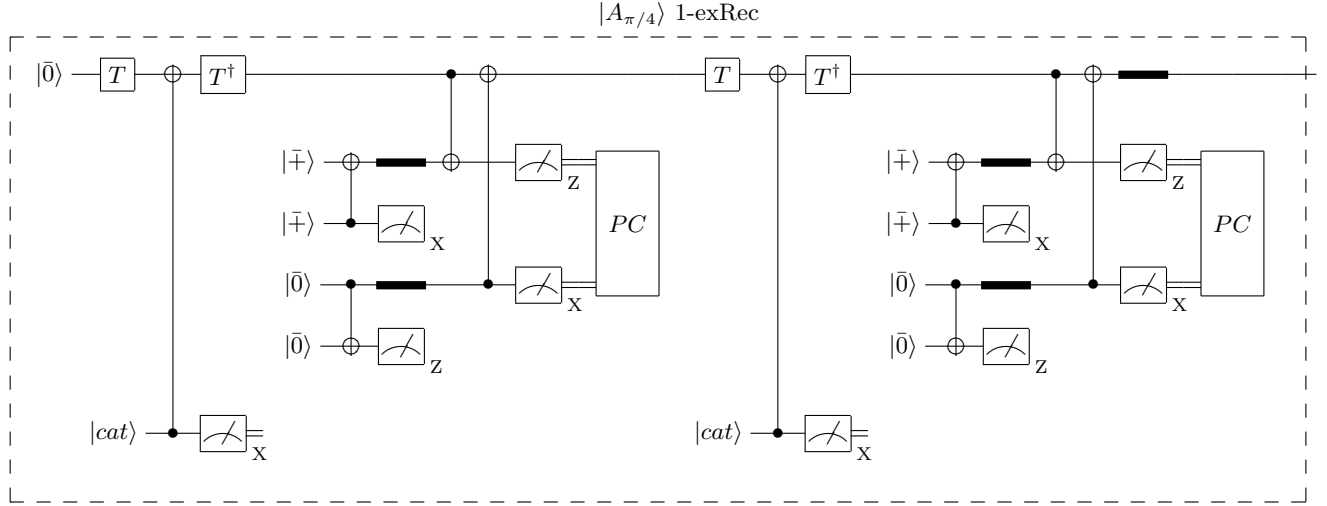 |A_{π/4}⟩ 1-exRec
|0̄⟩ T T† T T†
|+̄⟩ Z |+̄⟩ Z
|+̄⟩ X PC |+̄⟩ X PC
|0̄⟩ X |0̄⟩ X
|0̄⟩ Z |0̄⟩ Z
|cat⟩ X |cat⟩ X